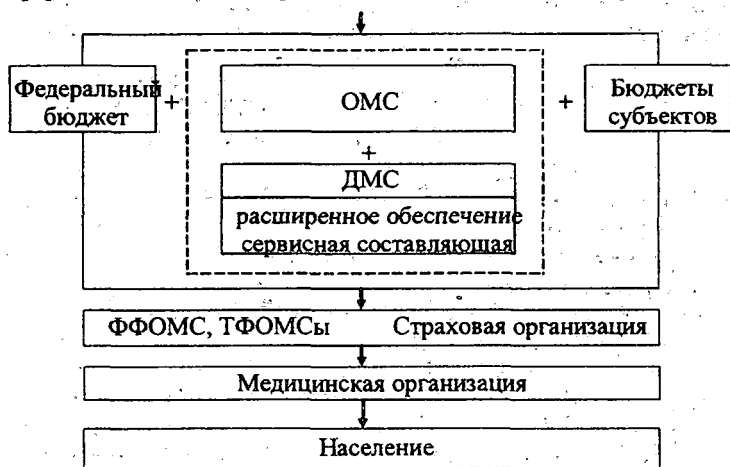 Федеральный
бюджет
+
ОМС
+
ДМС
расширенное обеспечение
сервисная составляющая
+
Бюджеты
субъектов
ФФОМС, ТФОМСы Страховая организация
Медицинская организация
Население